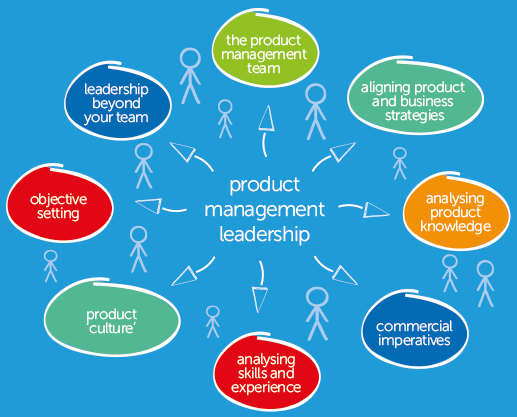 the product
management
team
aligning product
and business
strategies
analysing
product
knowledge
commercial
imperatives
analysing
skills and
experience
product
'culture'
objective
setting
leadership
beyond
your team
product
management
leadership